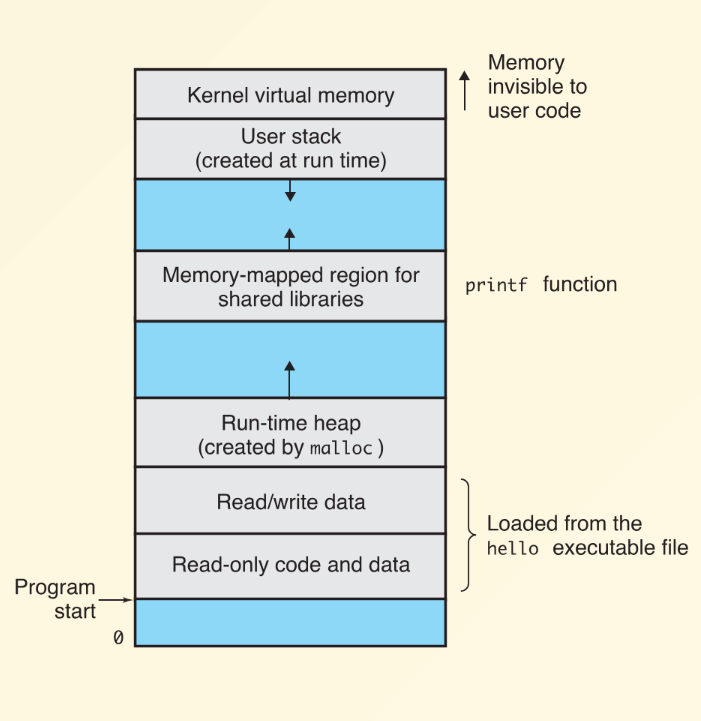 Memory
invisible to
user code
Kernel virtual memory
User stack
(created at run time)
Memory-mapped region for
shared libraries
printf function
Run-time heap
(created by malloc)
Read/write data
Loaded from the
hello executable file
Read-only code and data
Program
start
0